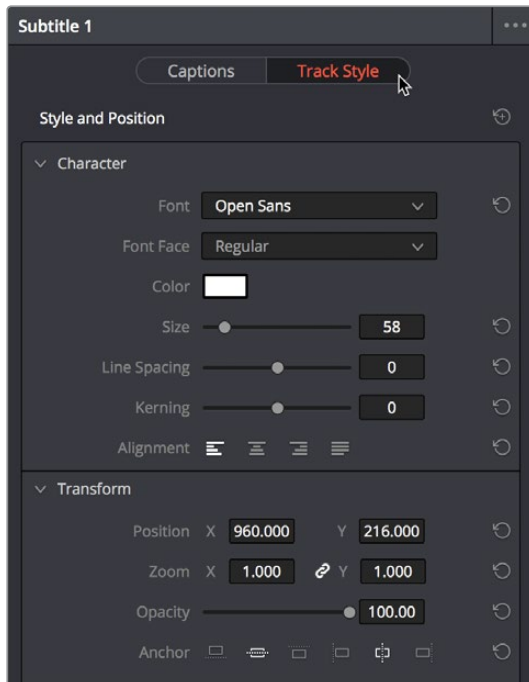 Subtitle 1
Captions Track Style
Style and Position
Character
Font Open Sans
Font Face Regular
Color
Size 58
Line Spacing 0
Kerning 0
Alignment
Transform
Position X 960.000 Y 216.000
Zoom X 1.000 Y 1.000
Opacity 100.00
Anchor